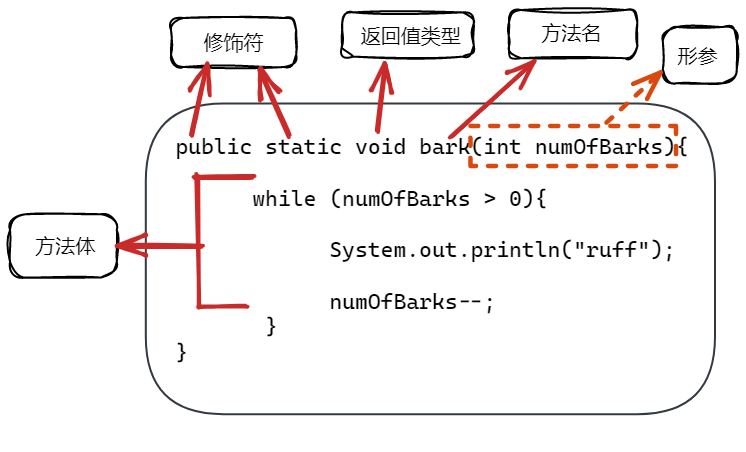 修饰符
返回值类型
方法名
形参
public static void bark(int numOfBarks){
while (numOfBarks > 0){
System.out.println("ruff");
方法体
numOfBarks--;
}
}